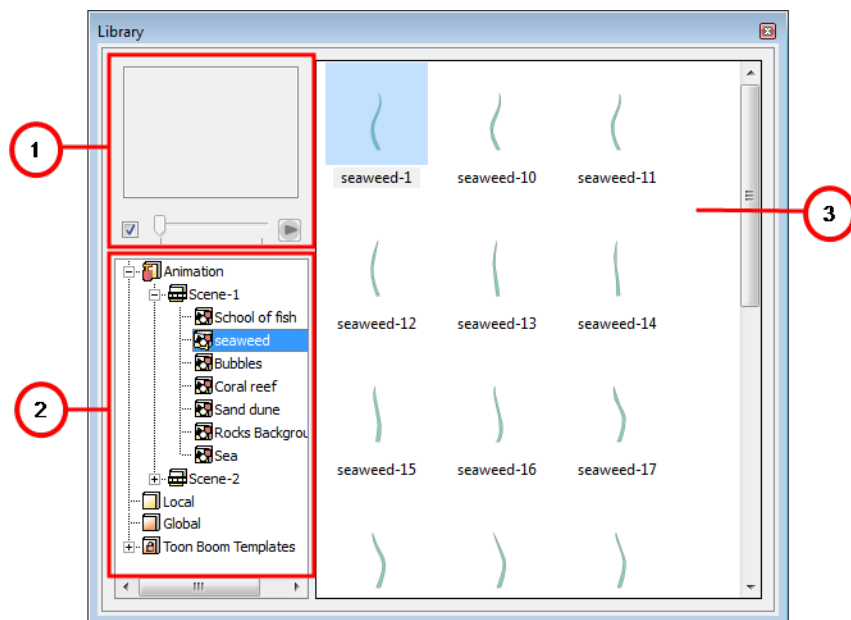 Library
1
2
3
Animation
Scene-1
School of fish
seaweed
Bubbles
Coral reef
Sand dune
Rocks Backgrou
Sea
Scene-2
Local
Global
Toon Boom Templates
seaweed-1 seaweed-10 seaweed-11
seaweed-12 seaweed-13 seaweed-14
seaweed-15 seaweed-16 seaweed-17